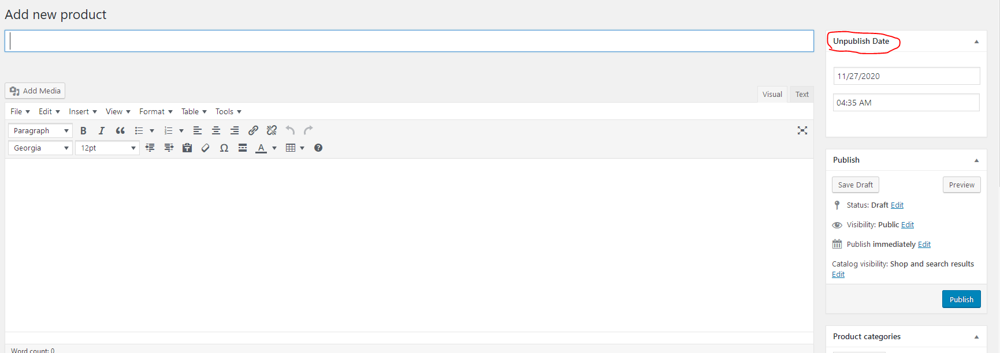 Add new product
Add Media
Visual
Text
File
Edit
Insert
View
Format
Table
Tools
Paragraph
B
I
Georgia
12pt
Ω
A
Word count: 0
Unpublish Date
11/27/2020
04:35 AM
Publish
Save Draft
Preview
Status: Draft Edit
Visibility: Public Edit
Publish immediately Edit
Catalog visibility: Shop and search results
Edit
Publish
Product categories